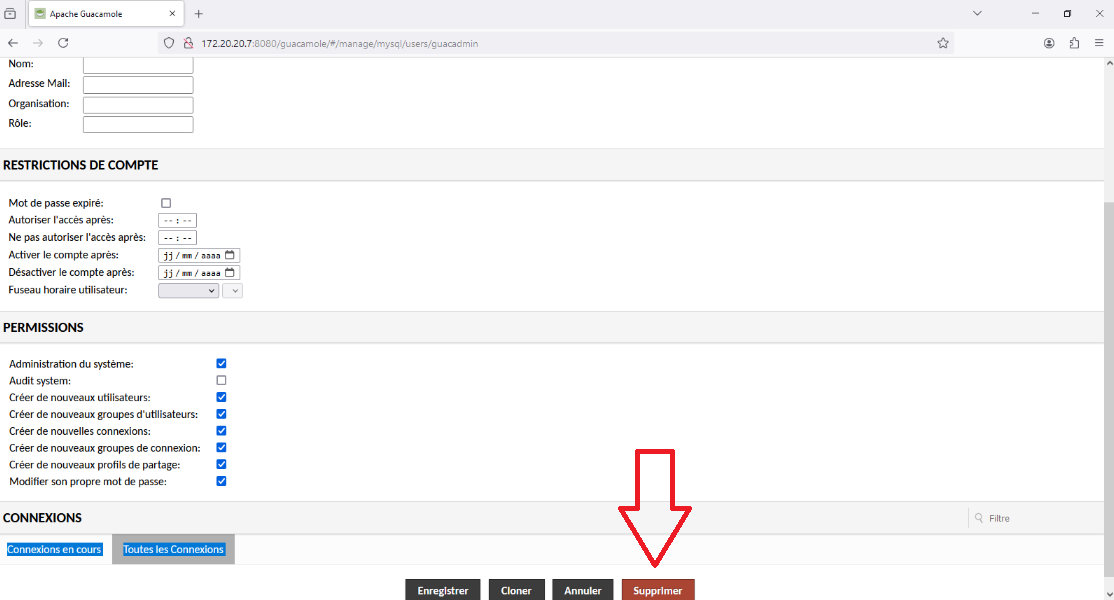 Apache Guacamole
172.20.20.7:8080/guacamole/#/manage/mysql/users/guacadmin
Nom:
Adresse Mail:
Organisation:
Rôle:
RESTRICTIONS DE COMPTE
Mot de passe expiré:
Autoriser l'accès après: -- : --
Ne pas autoriser l'accès après: -- : --
Activer le compte après: jj / mm / aaaa
Désactiver le compte après: jj / mm / aaaa
Fuseau horaire utilisateur:
PERMISSIONS
Administration du système:
Audit system:
Créer de nouveaux utilisateurs:
Créer de nouveaux groupes d'utilisateurs:
Créer de nouvelles connexions:
Créer de nouveaux groupes de connexion:
Créer de nouveaux profils de partage:
Modifier son propre mot de passe:
CONNEXIONS Filtre
Connexions en cours Toutes les Connexions
Enregistrer Cloner Annuler Supprimer